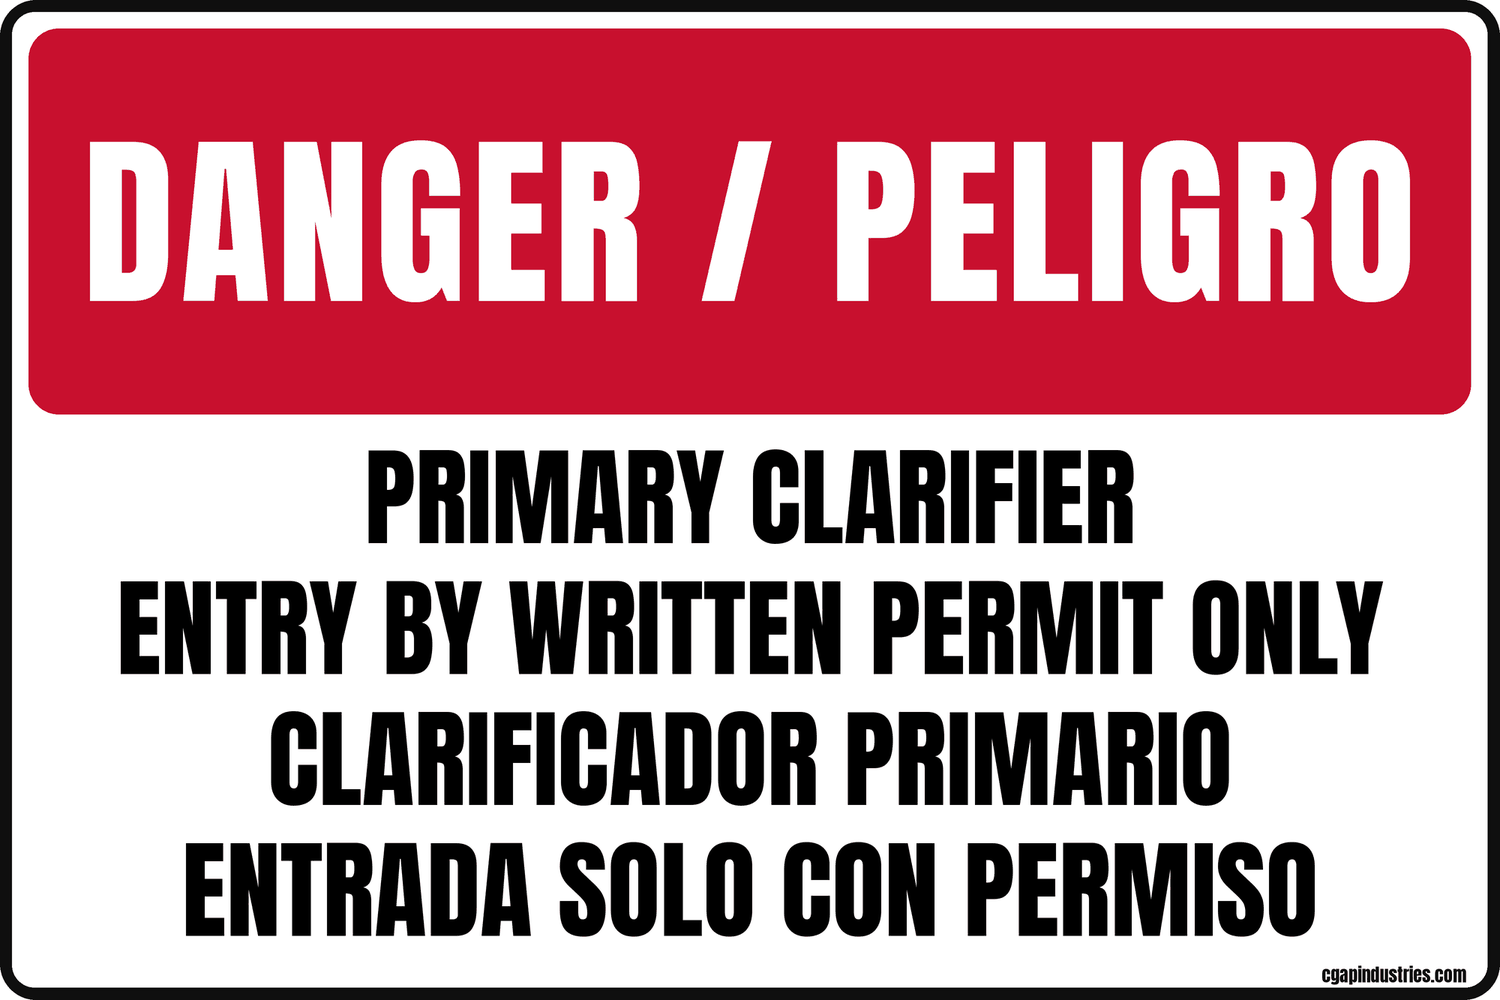 DANGER / PELIGRO
PRIMARY CLARIFIER
ENTRY BY WRITTEN PERMIT ONLY
CLARIFICADOR PRIMARIO
ENTRADA SOLO CON PERMISO
cgapindustries.com